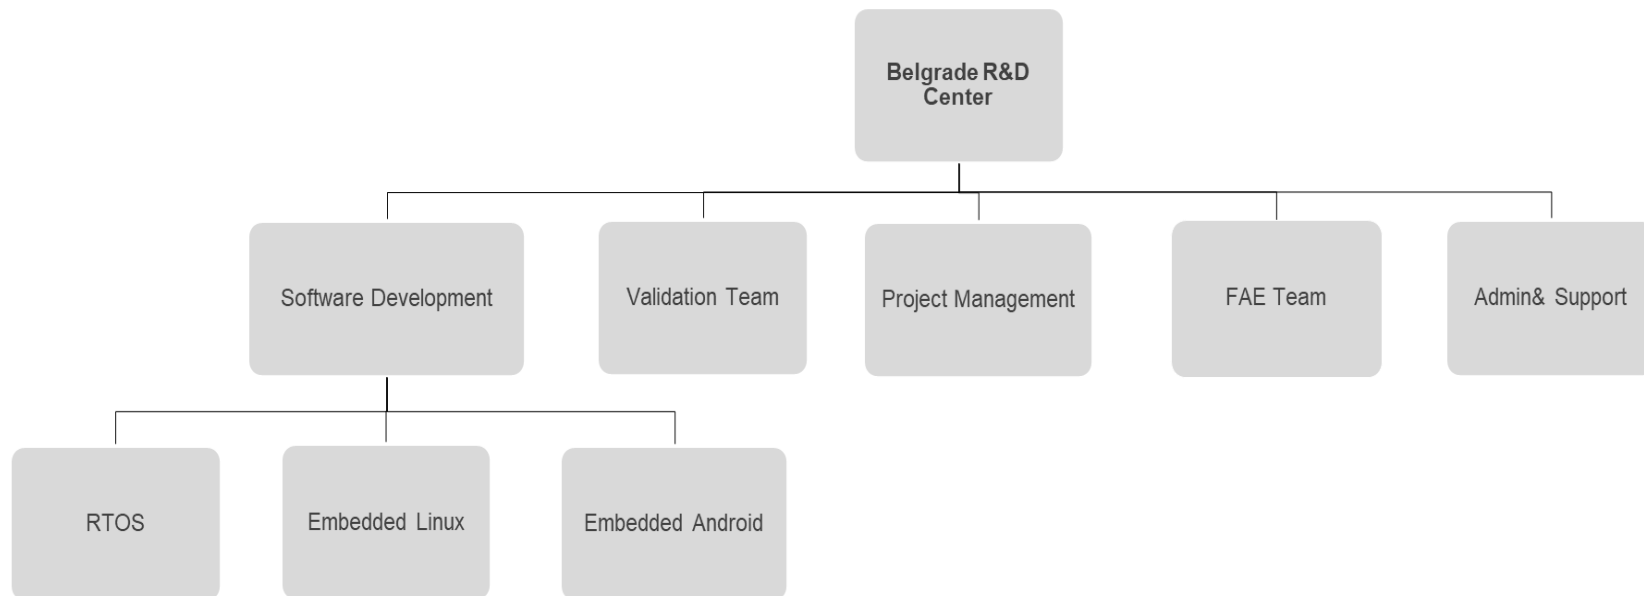 Belgrade R&D
Center
Software Development
Validation Team
Project Management
FAE Team
Admin& Support
RTOS
Embedded Linux
Embedded Android